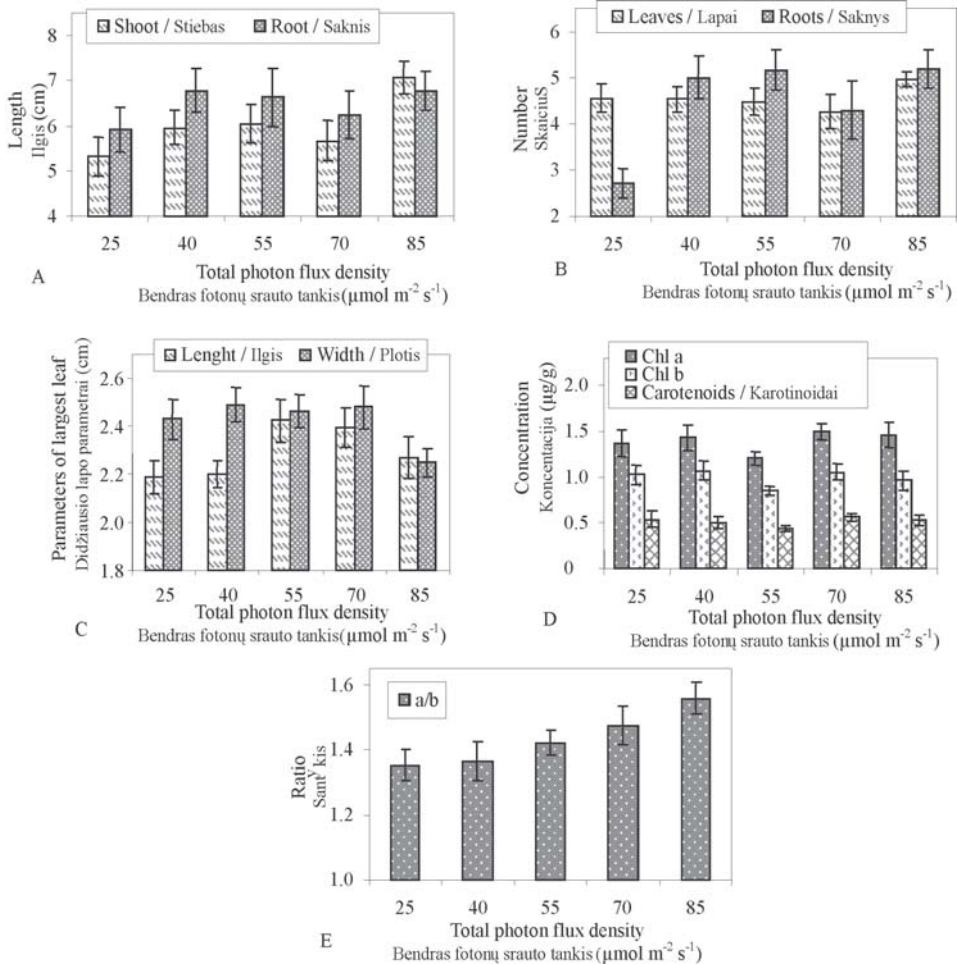 Shoot / Stiebas Root / Saknis
8
7
6
5
4
Length
Ilgis (cm)
25 40 55 70 85
Total photon flux density
Bendras fotonų srauto tankis (µmol m⁻² s⁻¹)
A
Leaves / Lapai Roots / Saknys
6
5
4
3
2
Number
SkaiciuS
25 40 55 70 85
Total photon flux density
Bendras fotonų srauto tankis (µmol m⁻² s⁻¹)
B
Lenght / Ilgis Width / Plotis
2.6
2.4
2.2
2.0
1.8
Parameters of largest leaf
Didžiausio lapo parametrai (cm)
25 40 55 70 85
Total photon flux density
Bendras fotonų srauto tankis(µmol m⁻² s⁻¹)
C
Chl a
Chl b
Carotenoids / Karotinoidai
2.0
1.5
1.0
0.5
0
Concentration
Koncentacija (µg/g)
25 40 55 70 85
Total photon flux density
Bendras fotonų srauto tankis (µmol m⁻² s⁻¹)
D
a/b
1.6
1.4
1.2
1.0
Ratio
Santy kis
25 40 55 70 85
Total photon flux density
Bendras fotonų srauto tankis (µmol m⁻² s⁻¹)
E